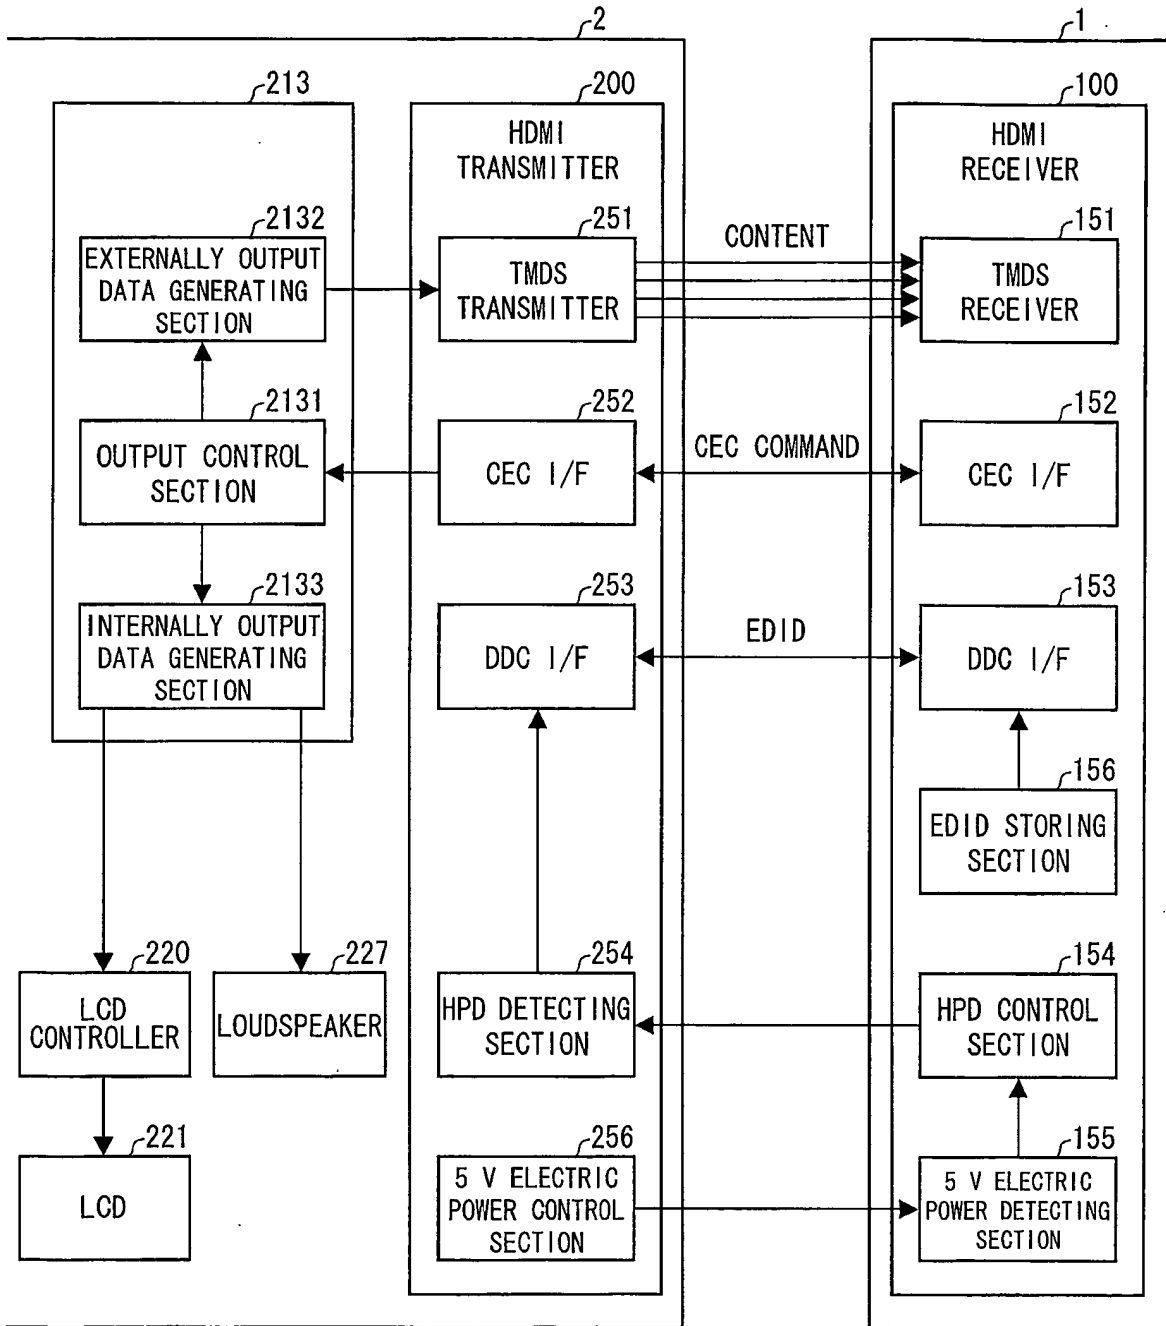 2
1
213
200
100
HDMI
TRANSMITTER
HDMI
RECEIVER
2132
251
151
EXTERNALLY OUTPUT
DATA GENERATING
SECTION
TMDS
TRANSMITTER
CONTENT
TMDS
RECEIVER
2131
252
152
OUTPUT CONTROL
SECTION
CEC I/F
CEC COMMAND
CEC I/F
2133
253
153
INTERNALLY OUTPUT
DATA GENERATING
SECTION
DDC I/F
EDID
DDC I/F
156
EDID STORING
SECTION
220
227
254
154
LCD
CONTROLLER
LOUDSPEAKER
HPD DETECTING
SECTION
HPD CONTROL
SECTION
221
256
155
LCD
5 V ELECTRIC
POWER CONTROL
SECTION
5 V ELECTRIC
POWER DETECTING
SECTION